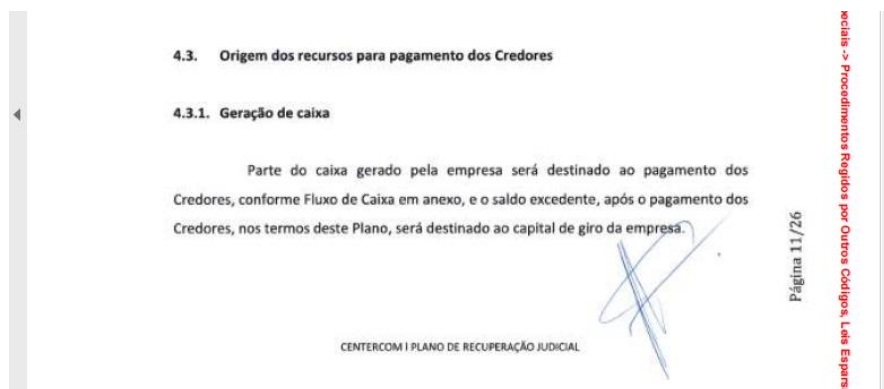 4.3. Origem dos recursos para pagamento dos Credores
4.3.1. Geração de caixa
Parte do caixa gerado pela empresa será destinado ao pagamento dos
Credores, conforme Fluxo de Caixa em anexo, e o saldo excedente, após o pagamento dos
Credores, nos termos deste Plano, será destinado ao capital de giro da empresa.
CENTERCOM I PLANO DE RECUPERAÇÃO JUDICIAL
Página 11/26
peciais -> Procedimentos Regidos por Outros Códigos, Leis Espars